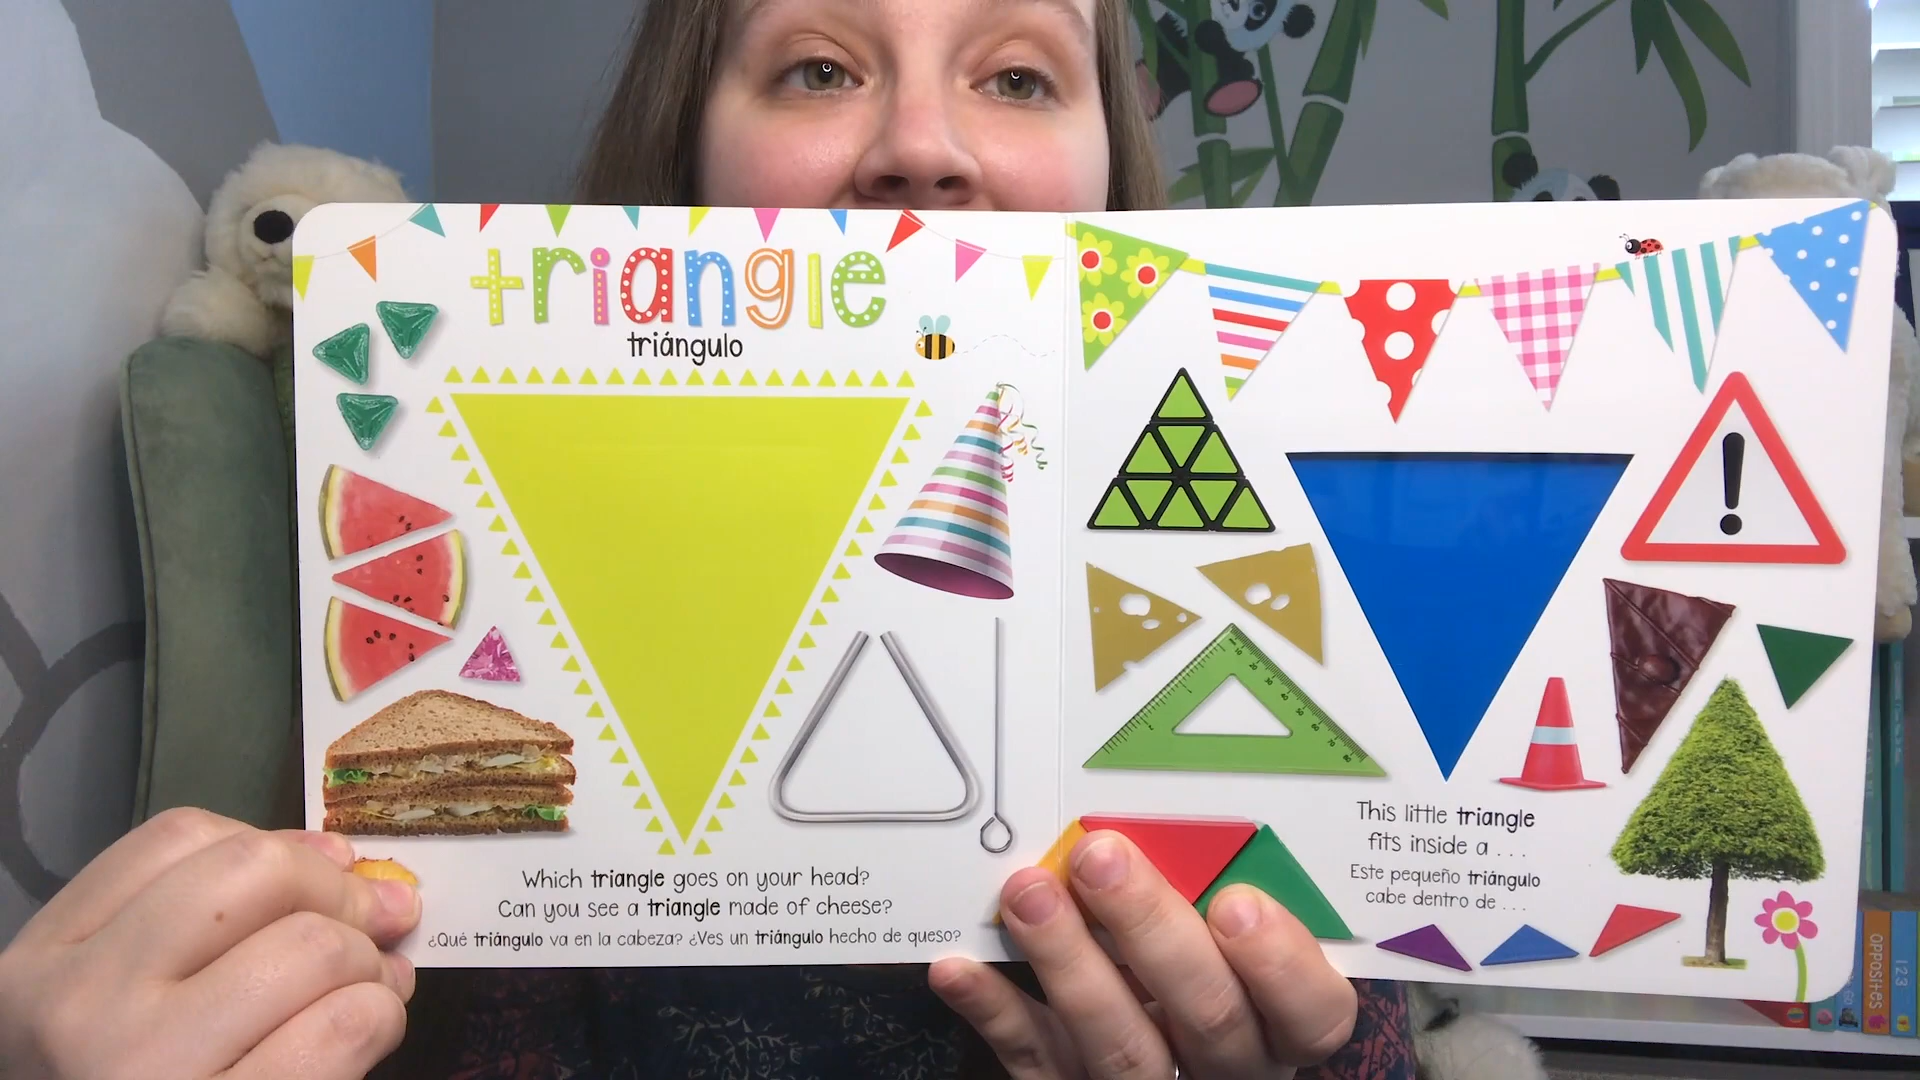 triangle
triángulo
Which triangle goes on your head?
Can you see a triangle made of cheese?
¿Qué triángulo va en la cabeza? ¿Ves un triángulo hecho de queso?
This little triangle
fits inside a . . .
Este pequeño triángulo
cabe dentro de . . .
!
OPPOSITES
123